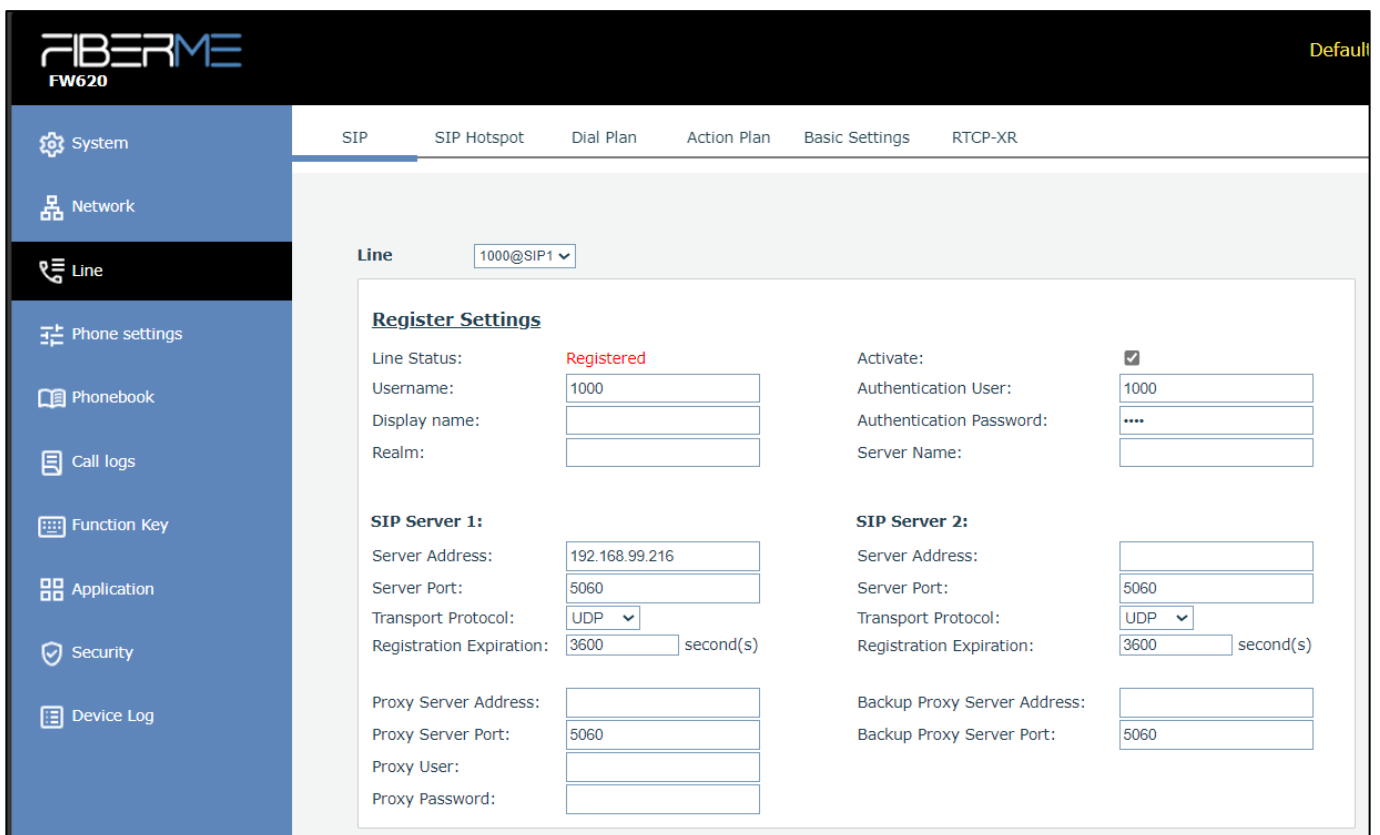 FIBERME
FW620
Default
System
Network
Line
Phone settings
Phonebook
Call logs
Function Key
Application
Security
Device Log
SIP SIP Hotspot Dial Plan Action Plan Basic Settings RTCP-XR
Line 1000@SIP1
Register Settings
Line Status: Registered Activate:
Username: 1000 Authentication User: 1000
Display name: Authentication Password: ••••
Realm: Server Name:
SIP Server 1: SIP Server 2:
Server Address: 192.168.99.216 Server Address:
Server Port: 5060 Server Port: 5060
Transport Protocol: UDP Transport Protocol: UDP
Registration Expiration: 3600 second(s) Registration Expiration: 3600 second(s)
Proxy Server Address: Backup Proxy Server Address:
Proxy Server Port: 5060 Backup Proxy Server Port: 5060
Proxy User:
Proxy Password: